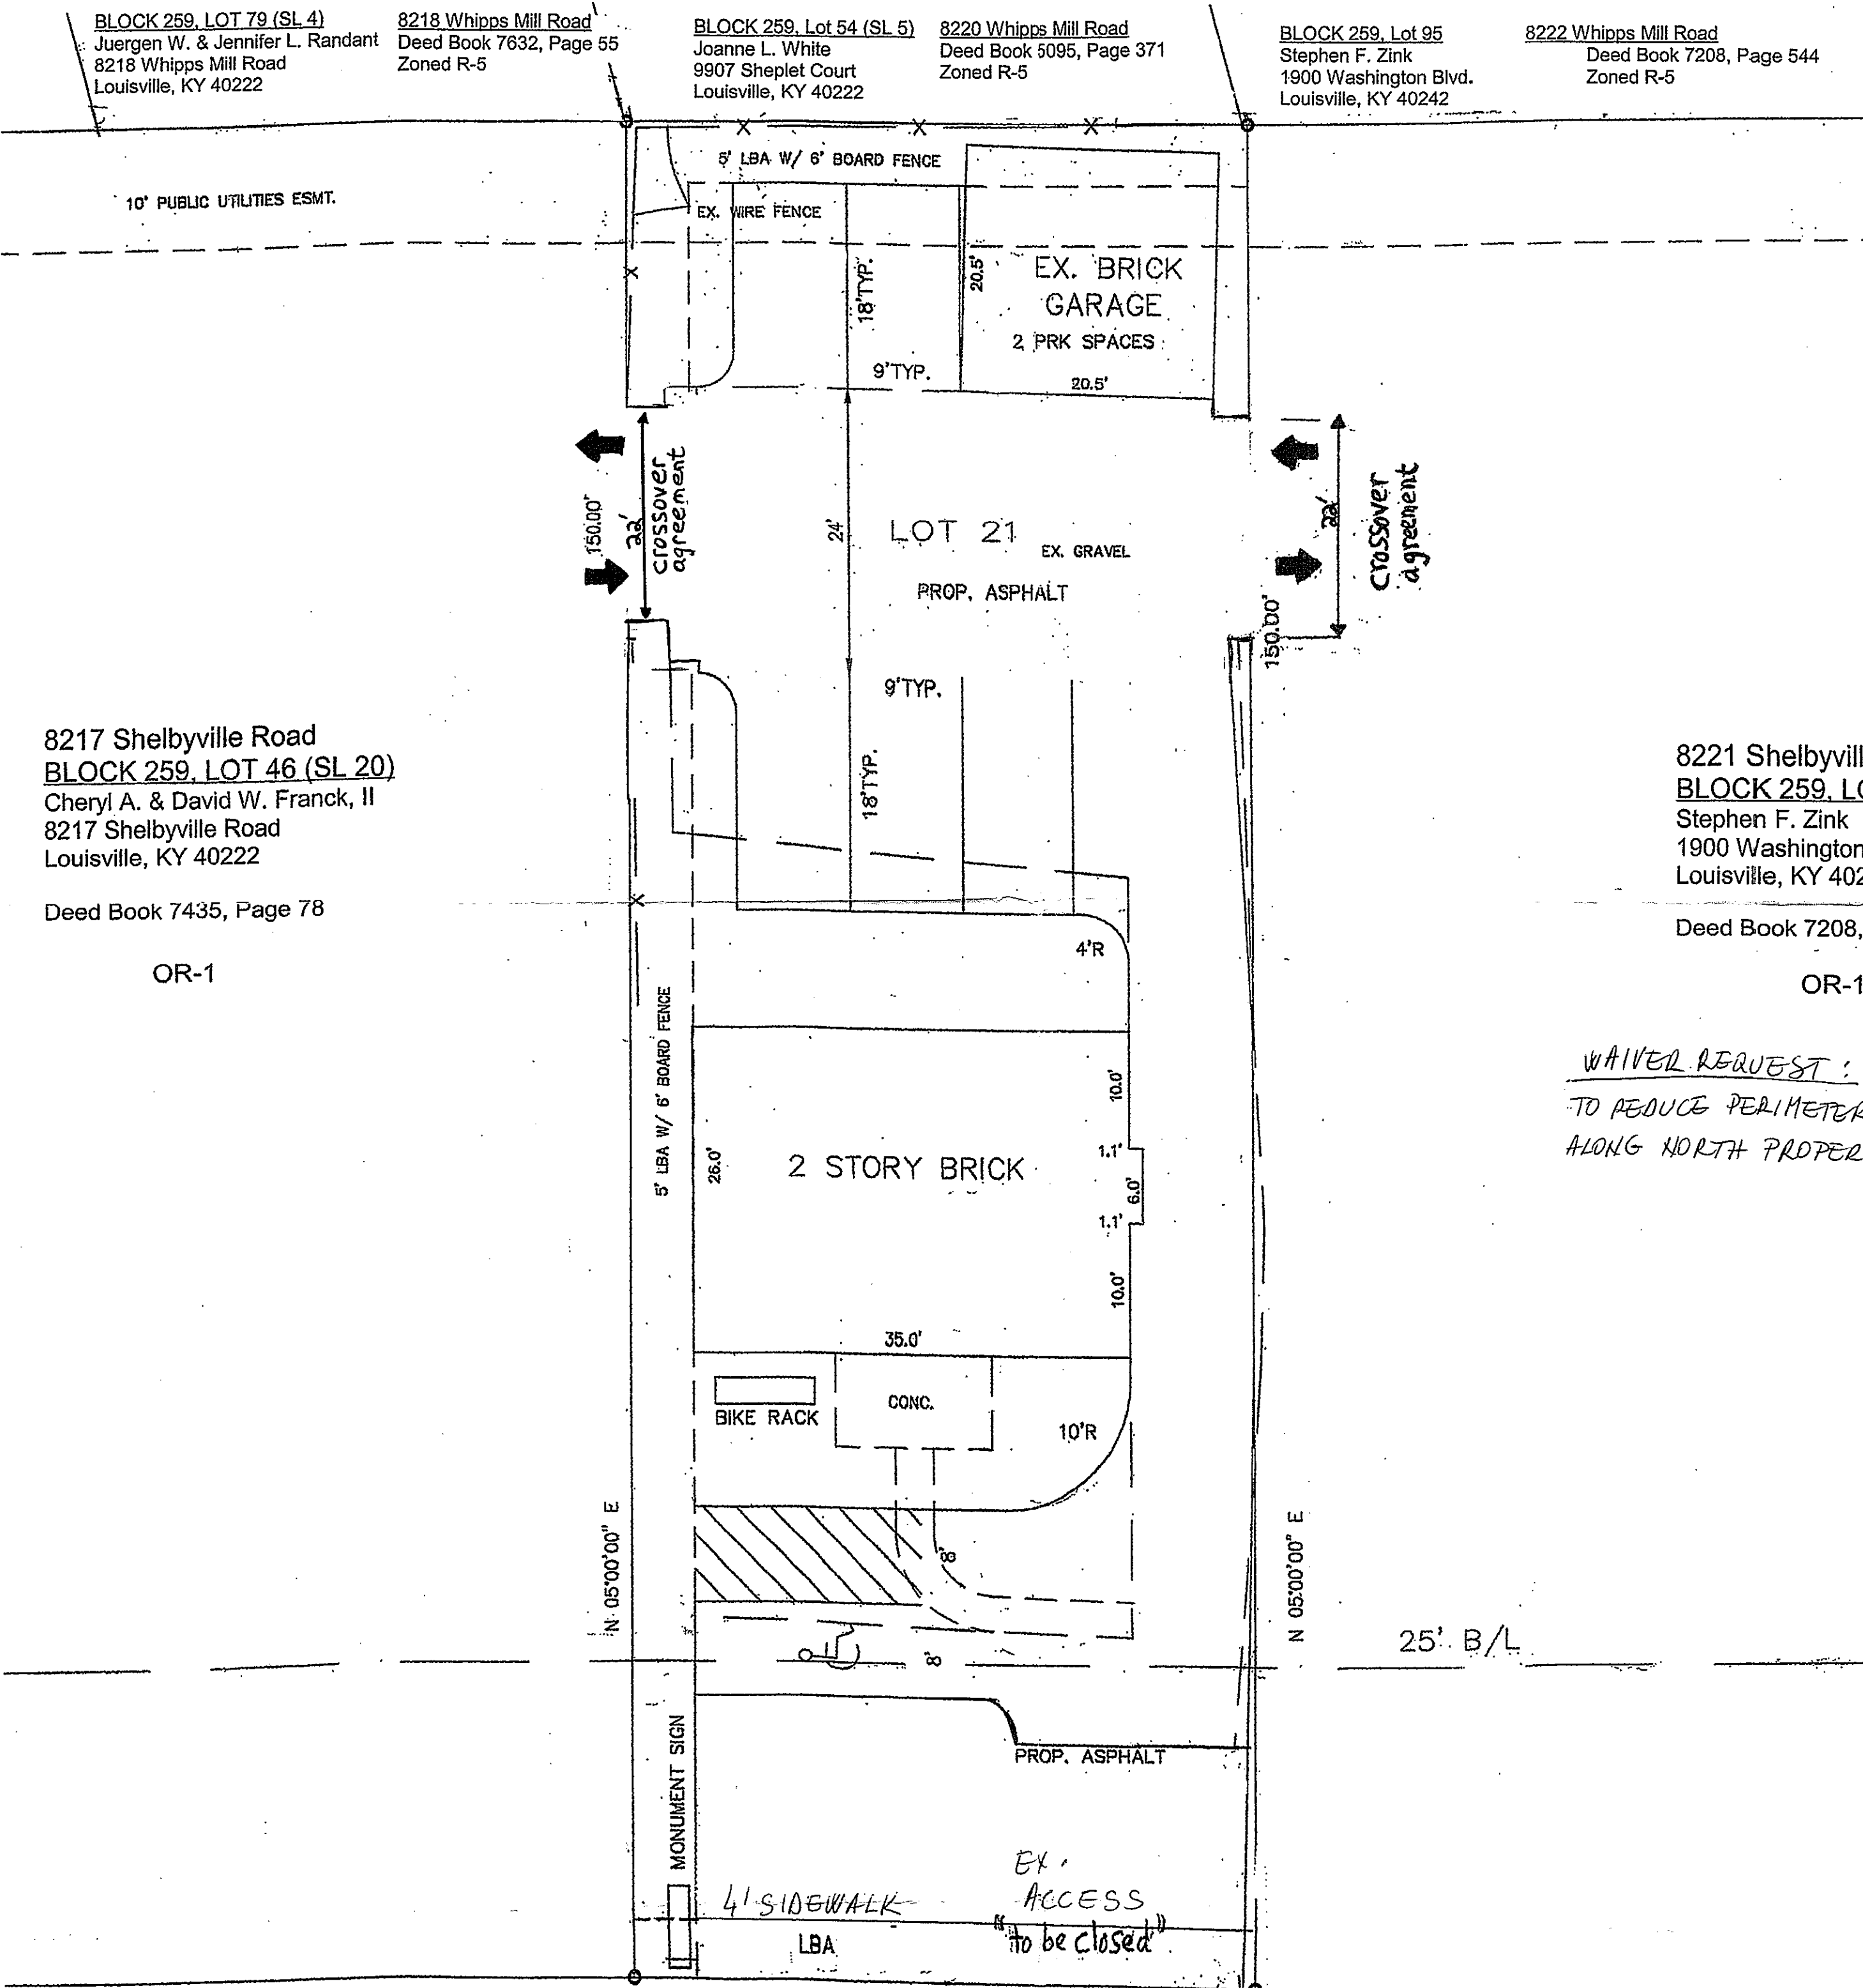 BLOCK 259, LOT 79 (SL 4)
Juergen W. & Jennifer L. Randant
8218 Whipps Mill Road
Louisville, KY 40222
8218 Whipps Mill Road
Deed Book 7632, Page 55
Zoned R-5
BLOCK 259, Lot 54 (SL 5)
Joanne L. White
9907 Sheplet Court
Louisville, KY 40222
8220 Whipps Mill Road
Deed Book 5095, Page 371
Zoned R-5
BLOCK 259, Lot 95
Stephen F. Zink
1900 Washington Blvd.
Louisville, KY 40242
8222 Whipps Mill Road
Deed Book 7208, Page 544
Zoned R-5
5' LBA W/ 6' BOARD FENCE
10' PUBLIC UTILITIES ESMT.
EX. WIRE FENCE
18'TYP.
20.5'
EX. BRICK
GARAGE
2 PRK SPACES
9'TYP.
20.5'
150.00'
22'
crossover
agreement
24'
LOT 21
EX. GRAVEL
PROP. ASPHALT
22'
Crossover
agreement
150.00'
9'TYP.
18'TYP.
8217 Shelbyville Road
BLOCK 259, LOT 46 (SL 20)
Cheryl A. & David W. Franck, II
8217 Shelbyville Road
Louisville, KY 40222
Deed Book 7435, Page 78
OR-1
8221 Shelbyvill
BLOCK 259, LO
Stephen F. Zink
1900 Washington
Louisville, KY 402
Deed Book 7208,
OR-1
4'R
5' LBA W/ 6' BOARD FENCE
26.0'
2 STORY BRICK
10.0'
1.1'
6.0'
1.1'
10.0'
35.0'
WAIVER REQUEST:
TO REDUCE PERIMETER
ALONG NORTH PROPER
BIKE RACK
CONC.
10'R
N 05°00'00" E
8'
N 05°00'00" E
25' B/L
8'
MONUMENT SIGN
PROP. ASPHALT
4' SIDEWALK
EX.
ACCESS
"to be closed"
LBA